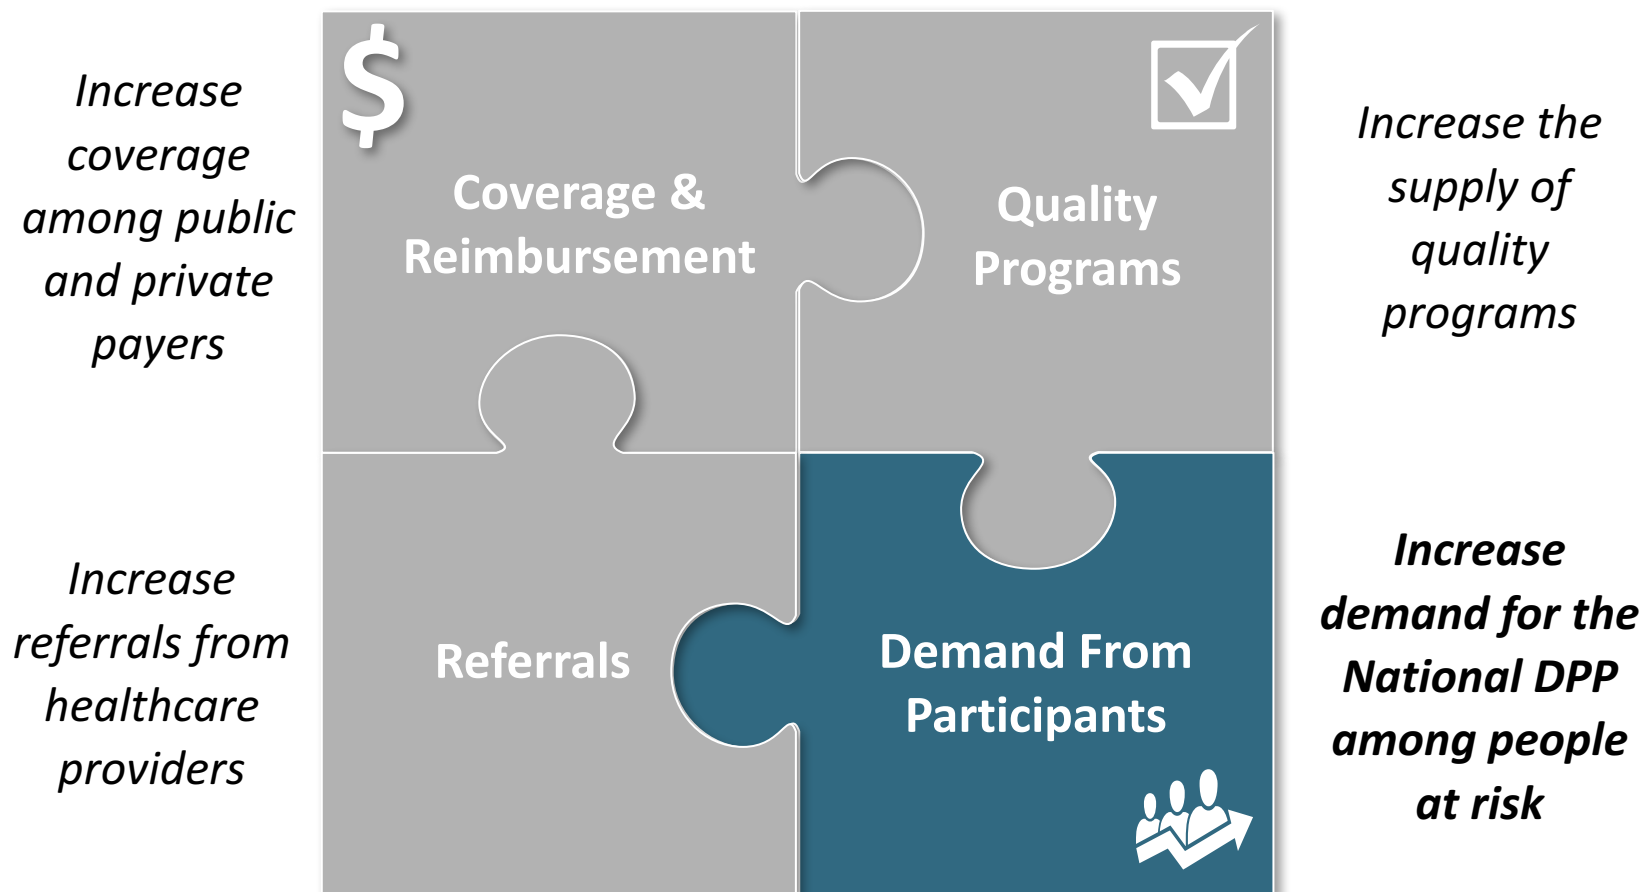 Increase
coverage
among public
and private
payers
$
Coverage &
Reimbursement
Quality
Programs
Increase the
supply of
quality
programs
Increase
referrals from
healthcare
providers
Referrals
Demand From
Participants
Increase
demand for the
National DPP
among people
at risk